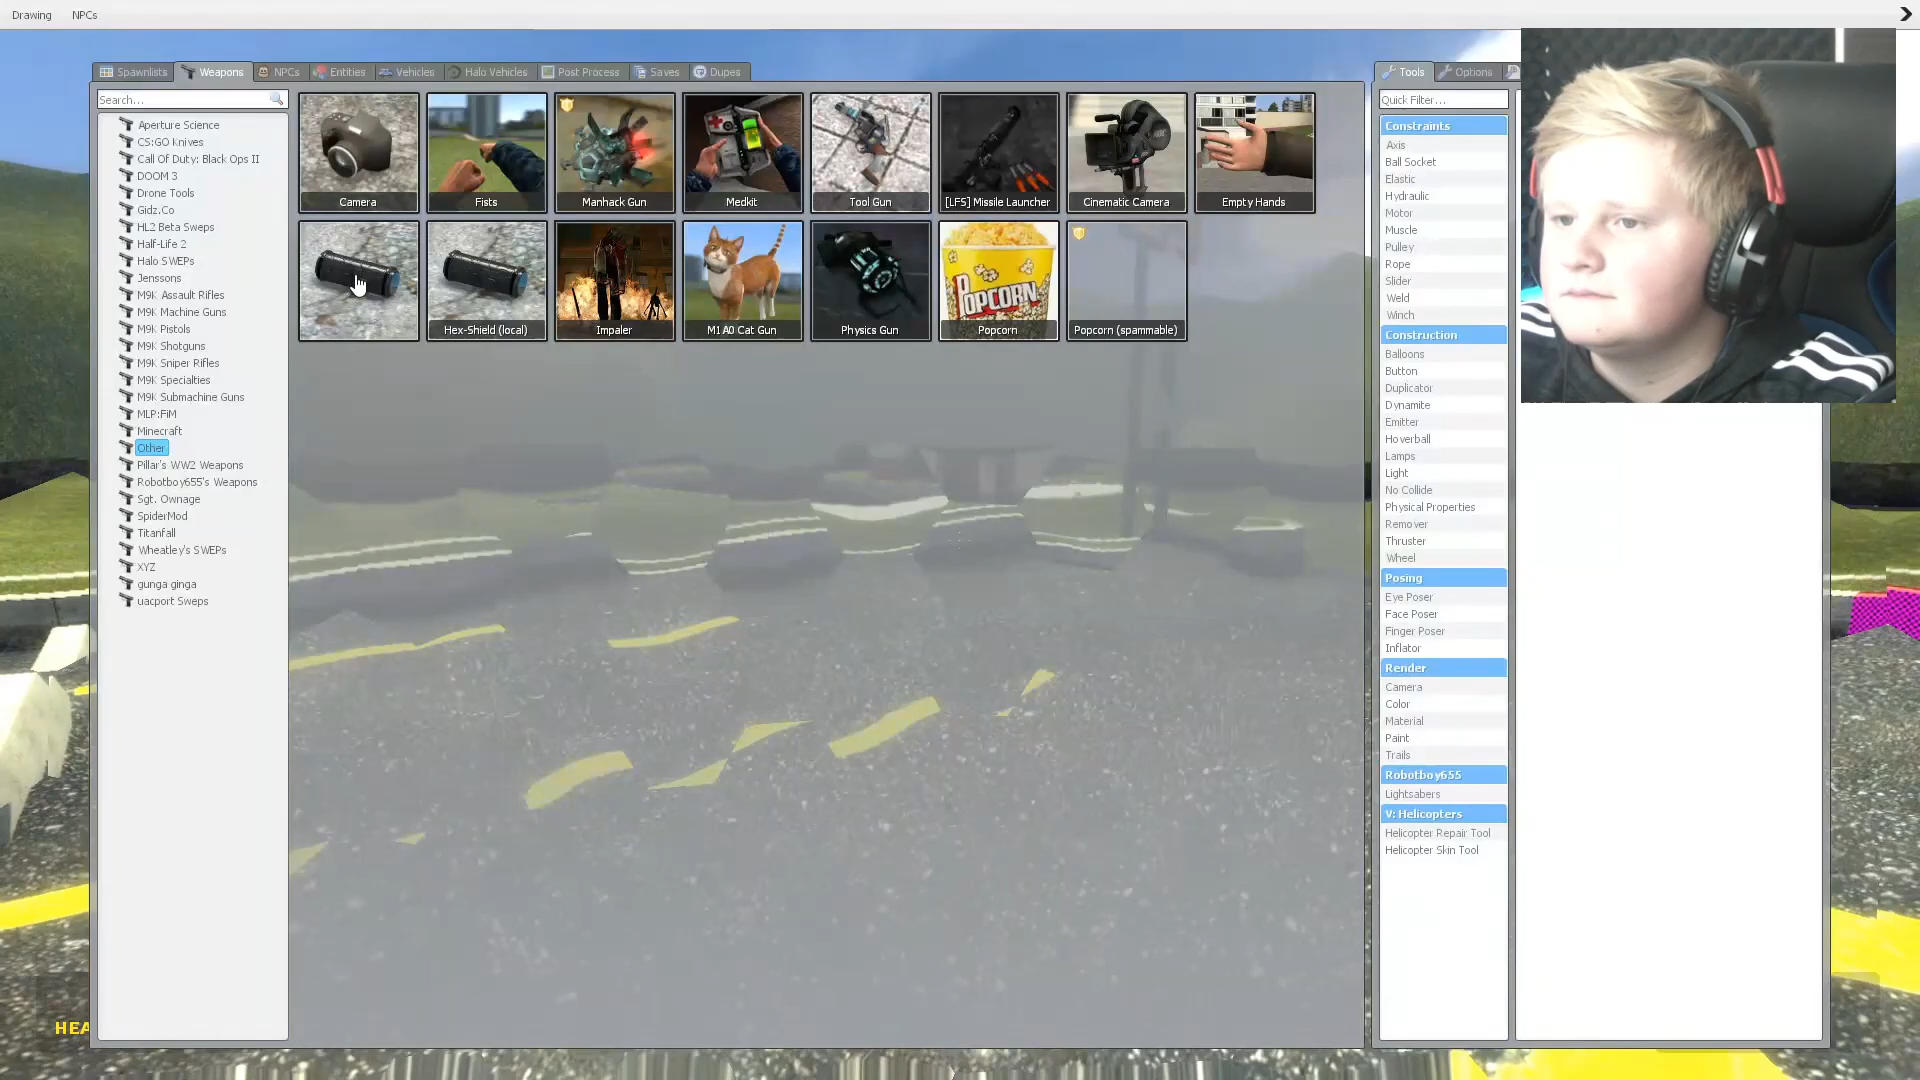 Drawing NPCs
Spawnlists Weapons NPCs Entities Vehicles Halo Vehicles Post Process Saves Dupes
Search...
Aperture Science
CS:GO Knives
Call Of Duty: Black Ops II
DOOM 3
Drone Tools
Gidz.Co
HL2 Beta Sweps
Half-Life 2
Halo SWEPs
Jenssons
M9K Assault Rifles
M9K Machine Guns
M9K Pistols
M9K Shotguns
M9K Sniper Rifles
M9K Specialties
M9K Submachine Guns
MLP:FiM
Minecraft
Other
Pillar's WW2 Weapons
Robotboy655's Weapons
Sgt. Ownage
SpiderMod
Titanfall
Wheatley's SWEPs
XYZ
gunga ginga
uacport Sweps
Camera Fists Manhack Gun Medkit Tool Gun [LFS] Missile Launcher Cinematic Camera Empty Hands
POPCORN
Hex-Shield (local) Impaler M1A0 Cat Gun Physics Gun Popcorn Popcorn (spammable)
Tools Options
Quick Filter...
Constraints
Axis
Ball Socket
Elastic
Hydraulic
Motor
Muscle
Pulley
Rope
Slider
Weld
Winch
Construction
Balloons
Button
Duplicator
Dynamite
Emitter
Hoverball
Lamps
Light
No Collide
Physical Properties
Remover
Thruster
Wheel
Posing
Eye Poser
Face Poser
Finger Poser
Inflator
Render
Camera
Color
Material
Paint
Trails
Robotboy655
Lightsabers
V: Helicopters
Helicopter Repair Tool
Helicopter Skin Tool
HEA